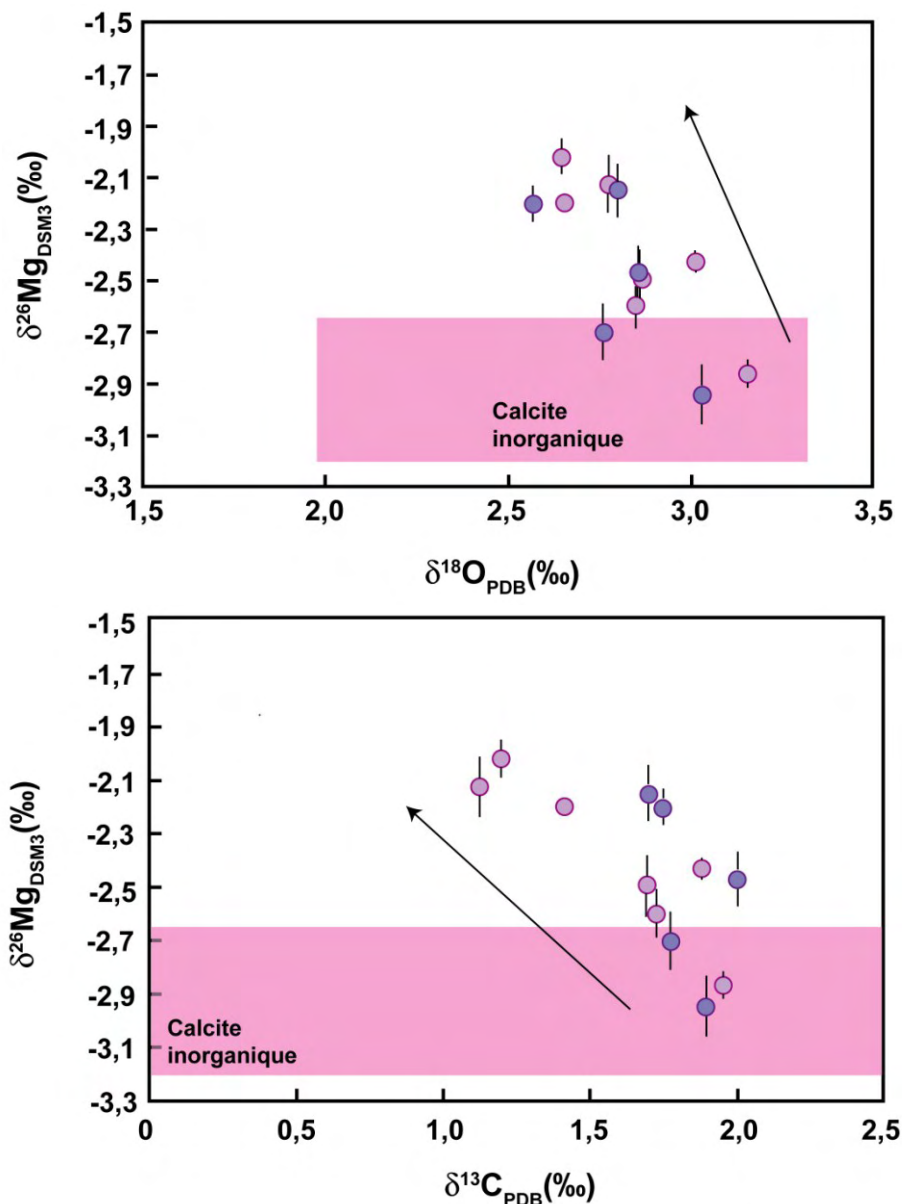 -1,5
-1,7
-1,9
-2,1
-2,3
-2,5
-2,7
-2,9
-3,1
-3,3
δ26MgDSM3(‰)
Calcite
inorganique
1,5 2,0 2,5 3,0 3,5
δ18OPDB(‰)
-1,5
-1,7
-1,9
-2,1
-2,3
-2,5
-2,7
-2,9
-3,1
-3,3
δ26MgDSM3(‰)
Calcite
inorganique
0 0,5 1,0 1,5 2,0 2,5
δ13CPDB(‰)